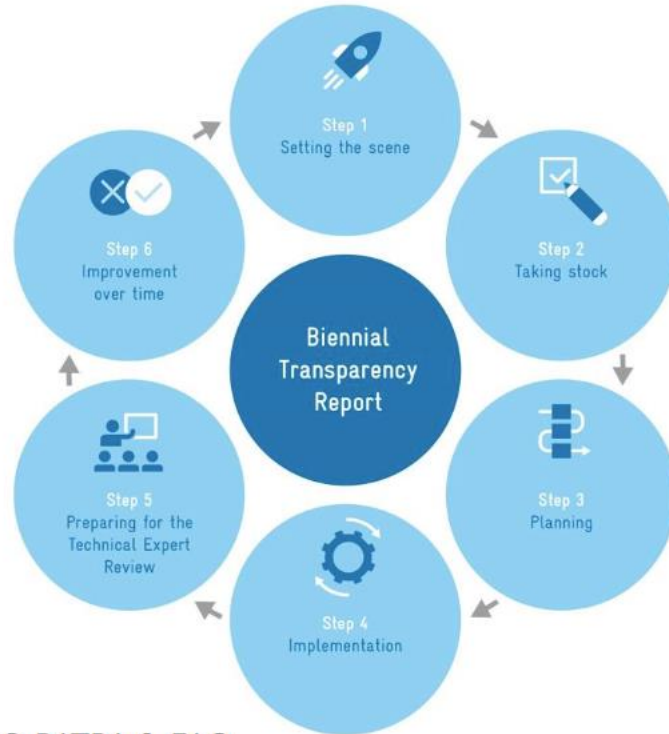 Step 1
Setting the scene
Step 2
Taking stock
Step 3
Planning
Step 4
Implementation
Step 5
Preparing for the
Technical Expert
Review
Step 6
Improvement
over time
Biennial
Transparency
Report